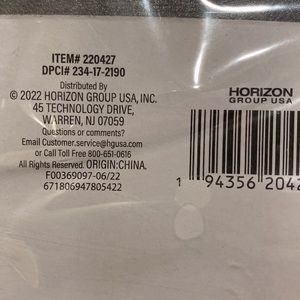 ITEM# 220427
DPCI# 234-17-2190
Distributed By
© 2022 HORIZON GROUP USA, INC.
45 TECHNOLOGY DRIVE,
WARREN, NJ 07059
Questions or comments?
Email Customer.service@hgusa.com
or Call Toll Free 800-651-0616
All Rights Reserved. ORIGIN:CHINA.
F00369097-06/22
671806947805422
HORIZON
GROUP USA
1 94356 2042